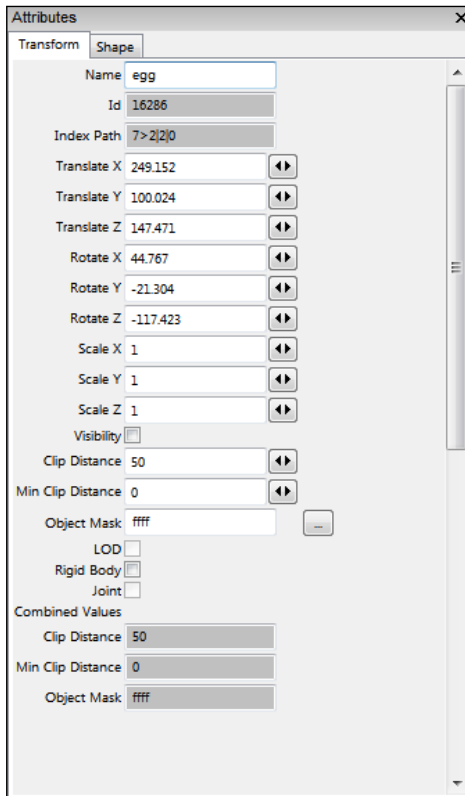 Attributes
Transform Shape
Name egg
Id 16286
Index Path 7>2|2|0
Translate X 249.152
Translate Y 100.024
Translate Z 147.471
Rotate X 44.767
Rotate Y -21.304
Rotate Z -117.423
Scale X 1
Scale Y 1
Scale Z 1
Visibility
Clip Distance 50
Min Clip Distance 0
Object Mask ffff ...
LOD
Rigid Body
Joint
Combined Values
Clip Distance 50
Min Clip Distance 0
Object Mask ffff